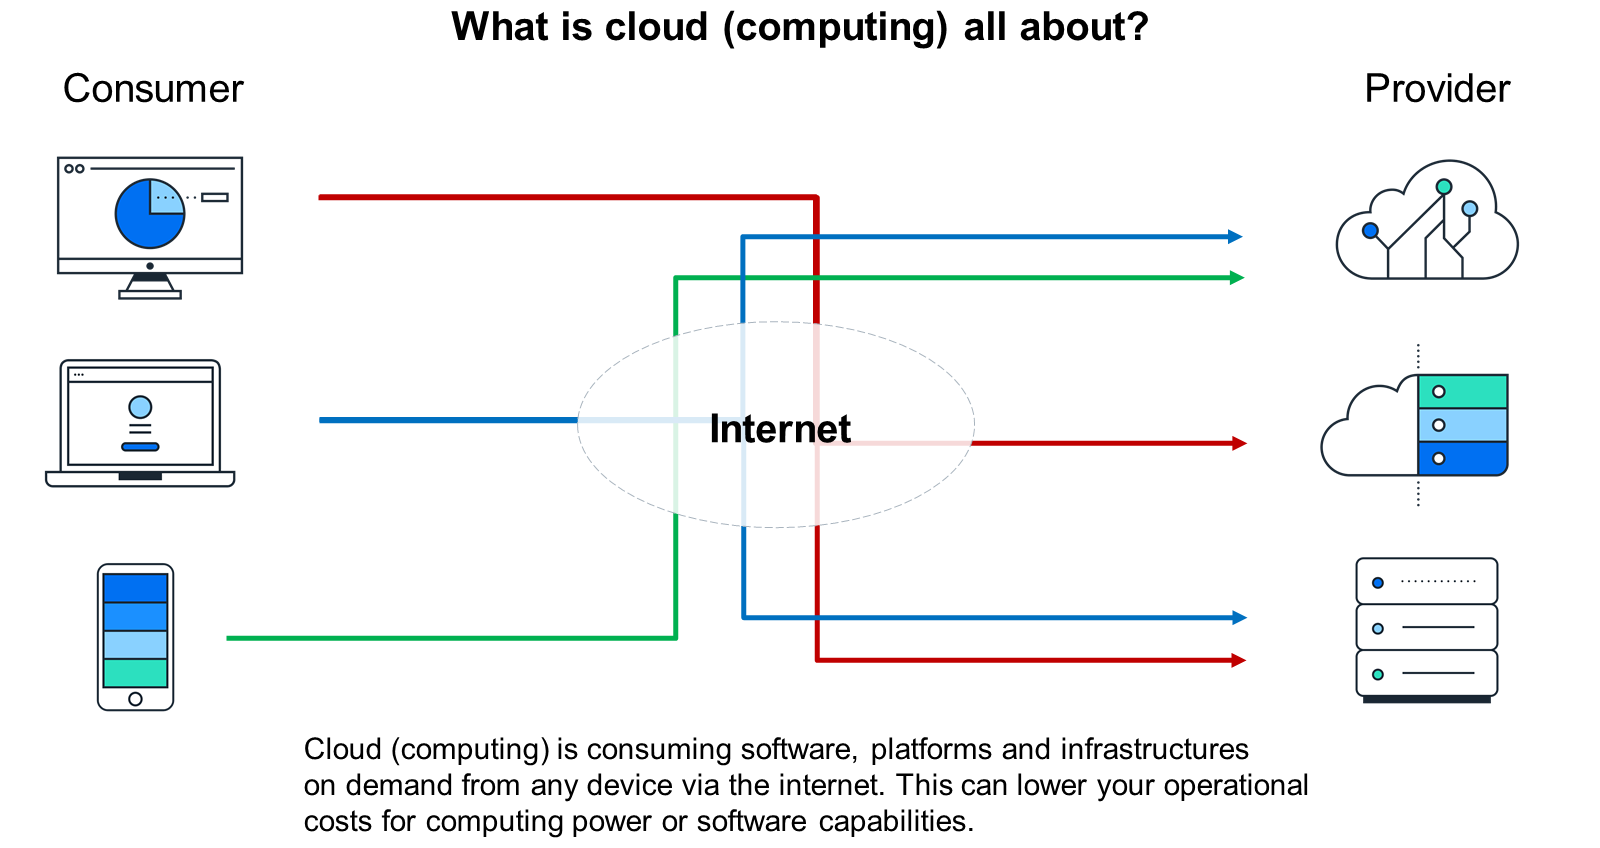 What is cloud (computing) all about?
Consumer
Provider
Internet
Cloud (computing) is consuming software, platforms and infrastructures
on demand from any device via the internet. This can lower your operational
costs for computing power or software capabilities.